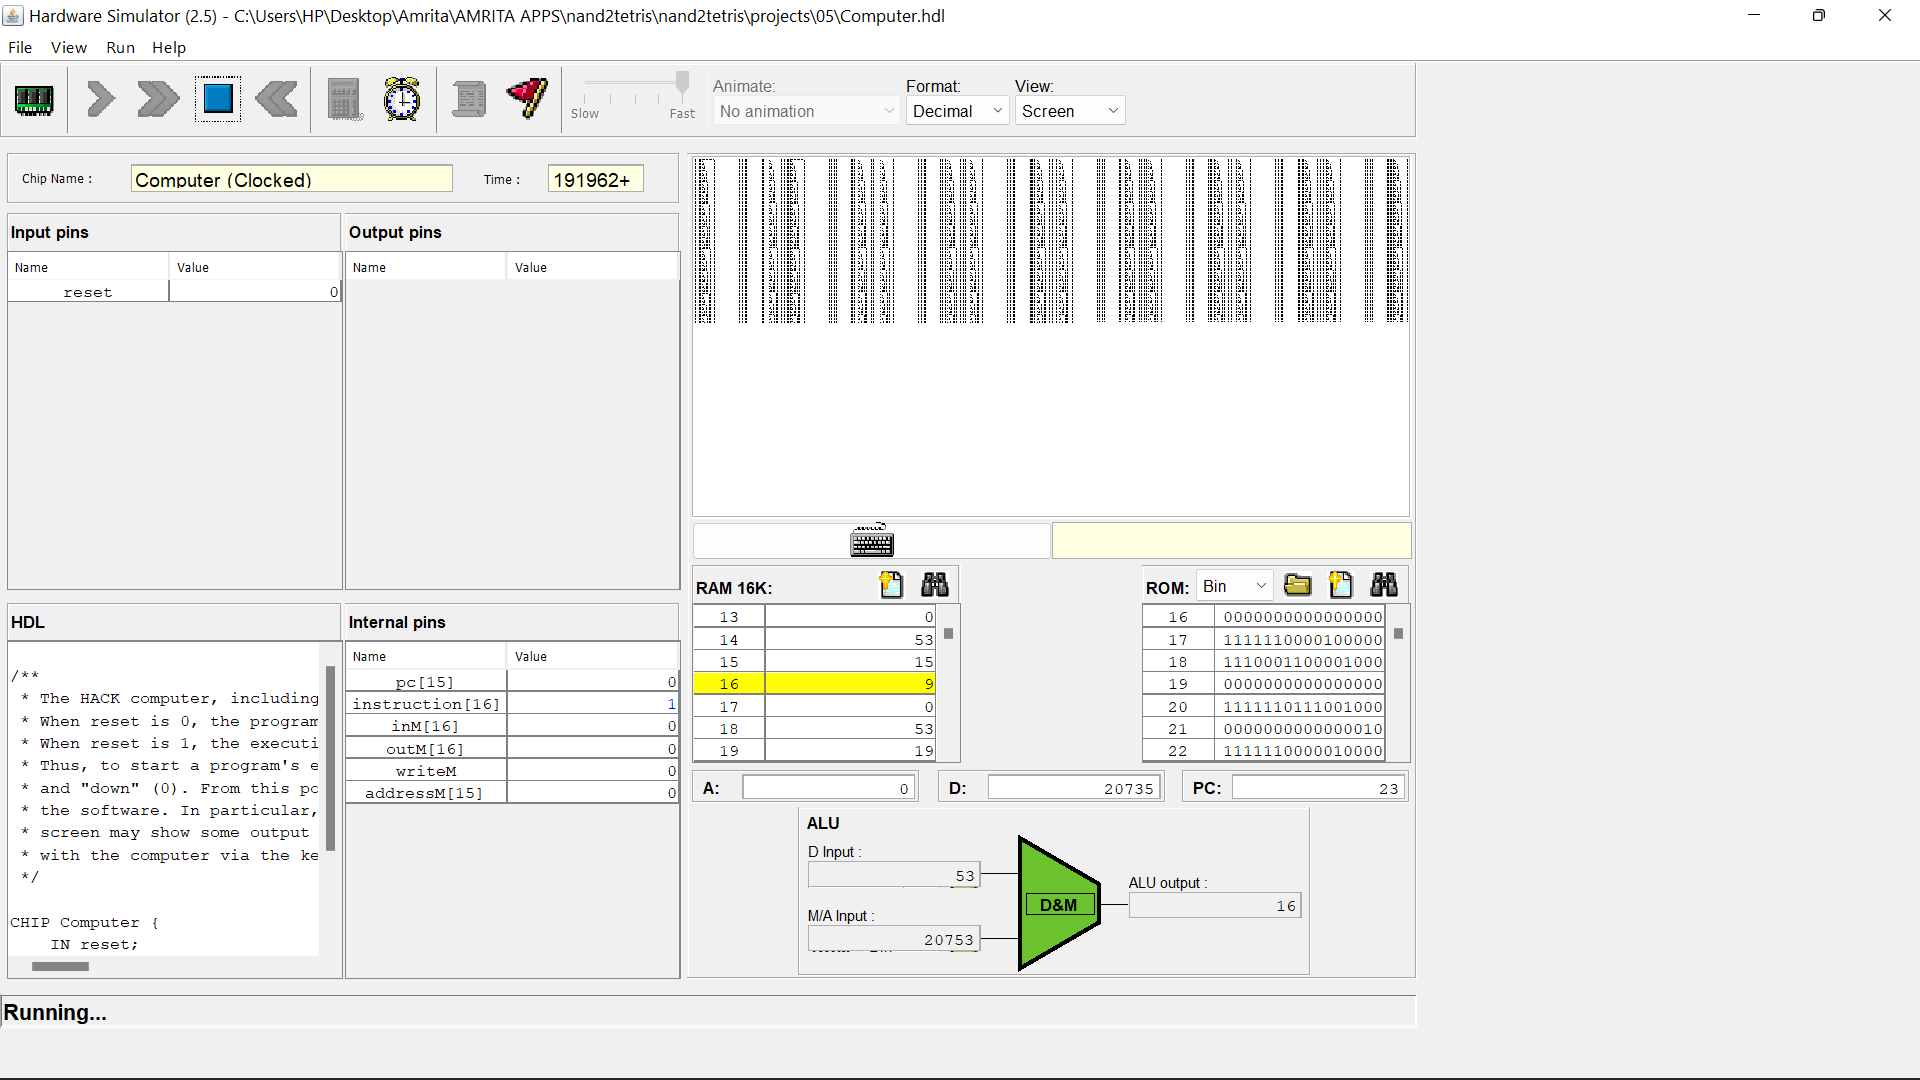 Hardware Simulator (2.5) - C:\Users\HP\Desktop\Amrita\AMRITA APPS\nand2tetris\nand2tetris\projects\05\Computer.hdl
File View Run Help
Slow Fast
Animate:
No animation
Format:
Decimal
View:
Screen
Chip Name : Computer (Clocked) Time : 191962+
Input pins
Name Value
reset 0
Output pins
Name Value
HDL
/**
* The HACK computer, including
* When reset is 0, the program
* When reset is 1, the executi
* Thus, to start a program's e
* and "down" (0). From this po
* the software. In particular,
* screen may show some output
* with the computer via the ke
*/
CHIP Computer {
IN reset;
Internal pins
Name Value
pc[15] 0
instruction[16] 1
inM[16] 0
outM[16] 0
writeM 0
addressM[15] 0
RAM 16K:
13 0
14 53
15 15
16 9
17 0
18 53
19 19
ROM: Bin
16 0000000000000000
17 1111110000100000
18 1110001100001000
19 0000000000000000
20 1111110111001000
21 0000000000000010
22 1111110000010000
A: 0 D: 20735 PC: 23
ALU
D Input :
53
M/A Input :
20753
D&M
ALU output :
16
Running...